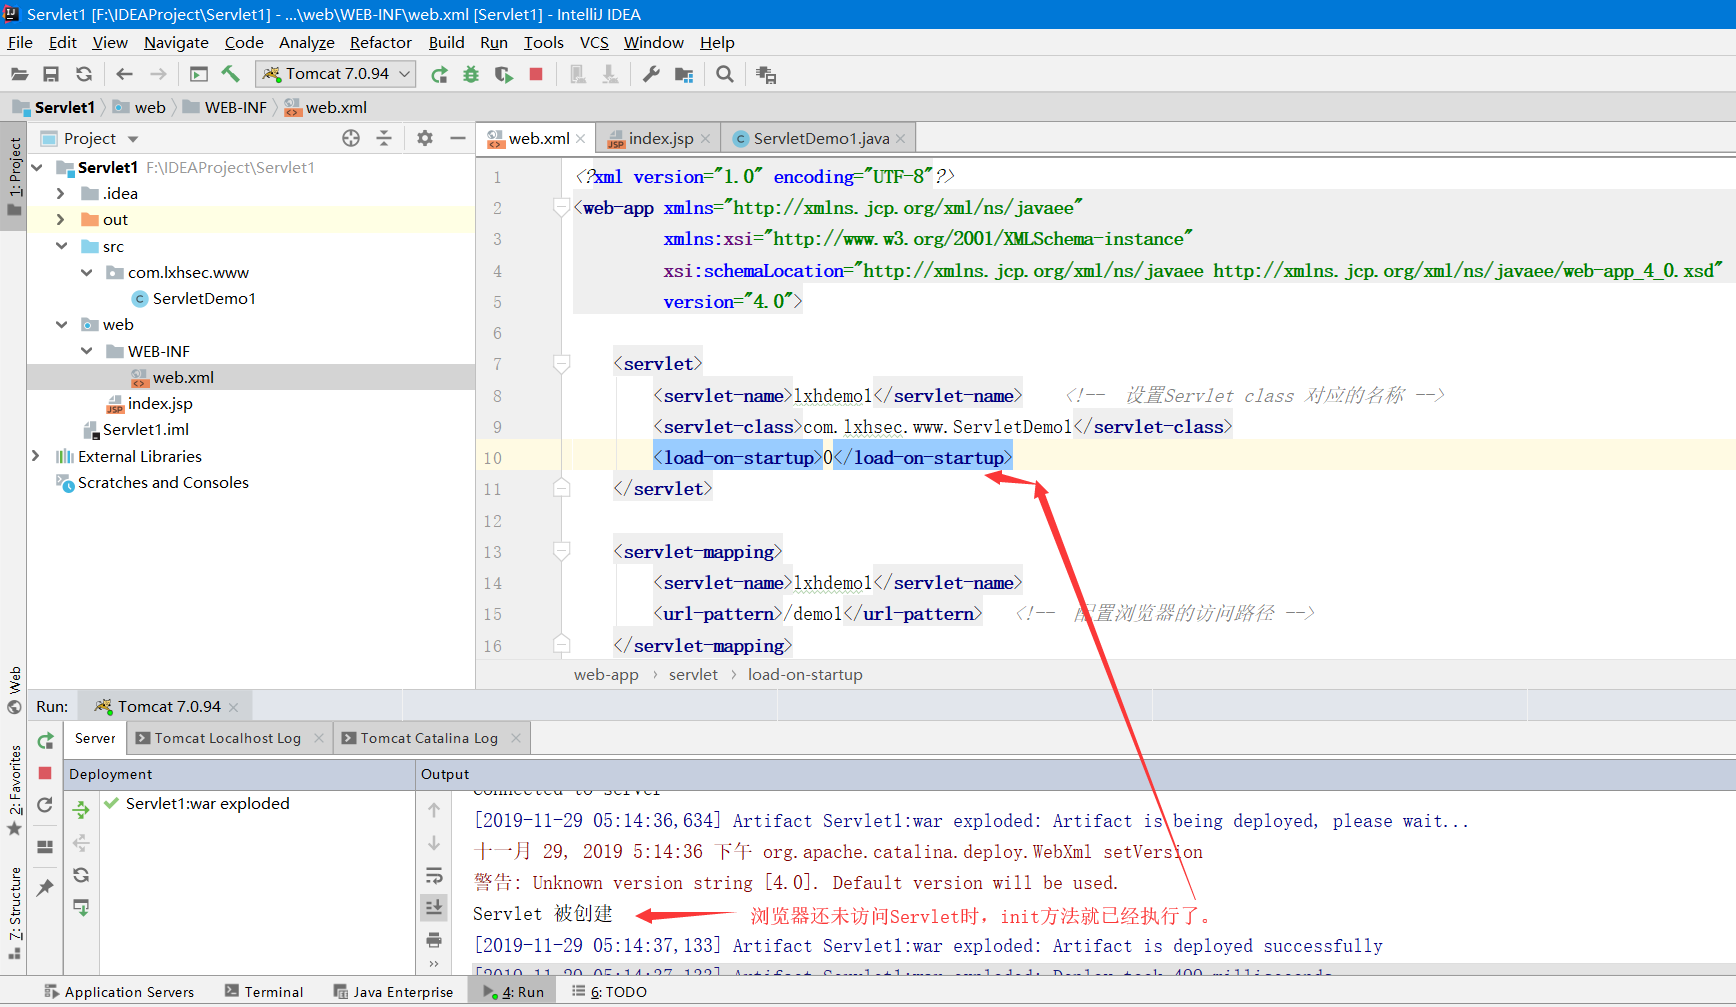 Servlet1 [F:\IDEAProject\Servlet1] - ...\web\WEB-INF\web.xml [Servlet1] - IntelliJ IDEA
File Edit View Navigate Code Analyze Refactor Build Run Tools VCS Window Help
Tomcat 7.0.94
Servlet1 web WEB-INF web.xml
1: Project
Project
Servlet1 F:\IDEAProject\Servlet1
.idea
out
src
com.lxhsec.www
ServletDemo1
web
WEB-INF
web.xml
index.jsp
Servlet1.iml
External Libraries
Scratches and Consoles
web.xml index.jsp ServletDemo1.java
1 <?xml version="1.0" encoding="UTF-8"?>
2 <web-app xmlns="http://xmlns.jcp.org/xml/ns/javaee"
3 xmlns:xsi="http://www.w3.org/2001/XMLSchema-instance"
4 xsi:schemaLocation="http://xmlns.jcp.org/xml/ns/javaee http://xmlns.jcp.org/xml/ns/javaee/web-app_4_0.xsd"
5 version="4.0">
6
7 <servlet>
8 <servlet-name>lxhdemo1</servlet-name> <!-- 设置Servlet class 对应的名称 -->
9 <servlet-class>com.lxhsec.www.ServletDemo1</servlet-class>
10 <load-on-startup>0</load-on-startup>
11 </servlet>
12
13 <servlet-mapping>
14 <servlet-name>lxhdemo1</servlet-name>
15 <url-pattern>/demo1</url-pattern> <!-- 配置浏览器的访问路径 -->
16 </servlet-mapping>
web-app › servlet › load-on-startup
Web
2: Favorites
7: Structure
Run: Tomcat 7.0.94
Server Tomcat Localhost Log Tomcat Catalina Log
Deployment Output
Servlet1:war exploded
Connected to server
[2019-11-29 05:14:36,634] Artifact Servlet1:war exploded: Artifact is being deployed, please wait...
十一月 29, 2019 5:14:36 下午 org.apache.catalina.deploy.WebXml setVersion
警告: Unknown version string [4.0]. Default version will be used.
Servlet 被创建 浏览器还未访问Servlet时，init方法就已经执行了。
[2019-11-29 05:14:37,133] Artifact Servlet1:war exploded: Artifact is deployed successfully
[2019-11-29 05:14:37,133] Artifact Servlet1:war exploded: Deploy took 499 milliseconds
Application Servers Terminal Java Enterprise 4: Run 6: TODO